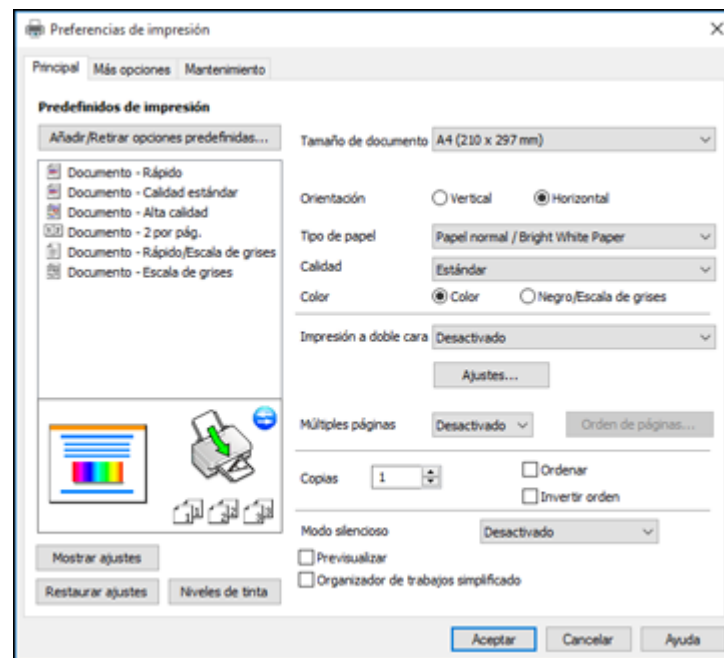 Preferencias de impresión
Principal Más opciones Mantenimiento
Predefinidos de impresión
Añadir/Retirar opciones predefinidas...
Documento - Rápido
Documento - Calidad estándar
Documento - Alta calidad
Documento - 2 por pág.
Documento - Rápido/Escala de grises
Documento - Escala de grises
Mostrar ajustes
Restaurar ajustes Niveles de tinta
Tamaño de documento A4 (210 x 297 mm)
Orientación Vertical Horizontal
Tipo de papel Papel normal / Bright White Paper
Calidad Estándar
Color Color Negro/Escala de grises
Impresión a doble cara Desactivado
Ajustes...
Múltiples páginas Desactivado Orden de páginas...
Copias 1 Ordenar
Invertir orden
Modo silencioso Desactivado
Previsualizar
Organizador de trabajos simplificado
Aceptar Cancelar Ayuda